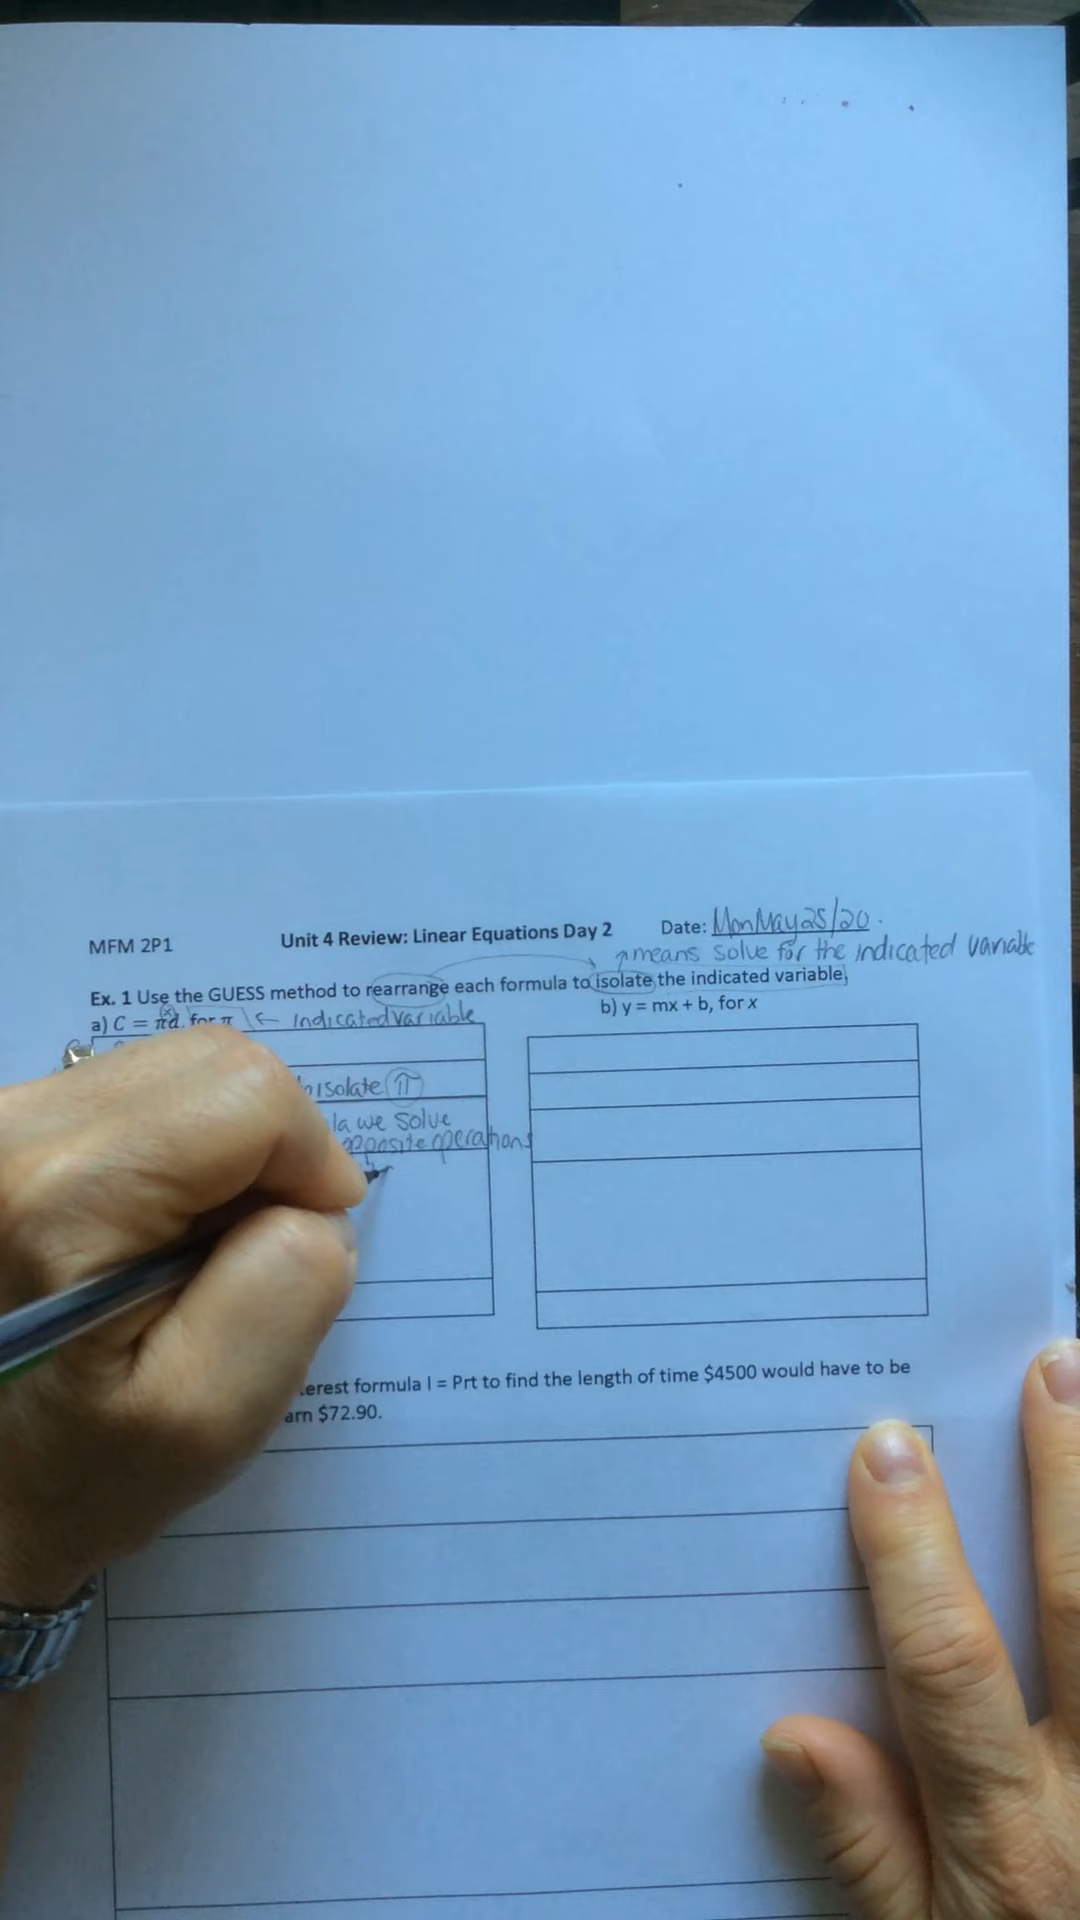 MFM 2P1 Unit 4 Review: Linear Equations Day 2 Date: Mon May 25/20.
↑ means solve for the indicated variable
Ex. 1 Use the GUESS method to rearrange each formula to isolate the indicated variable.
a) C = πd, for π ← indicated variable b) y = mx + b, for x
isolate π
la we solve
opposite operations
erest formula I = Prt to find the length of time $4500 would have to be
arn $72.90.